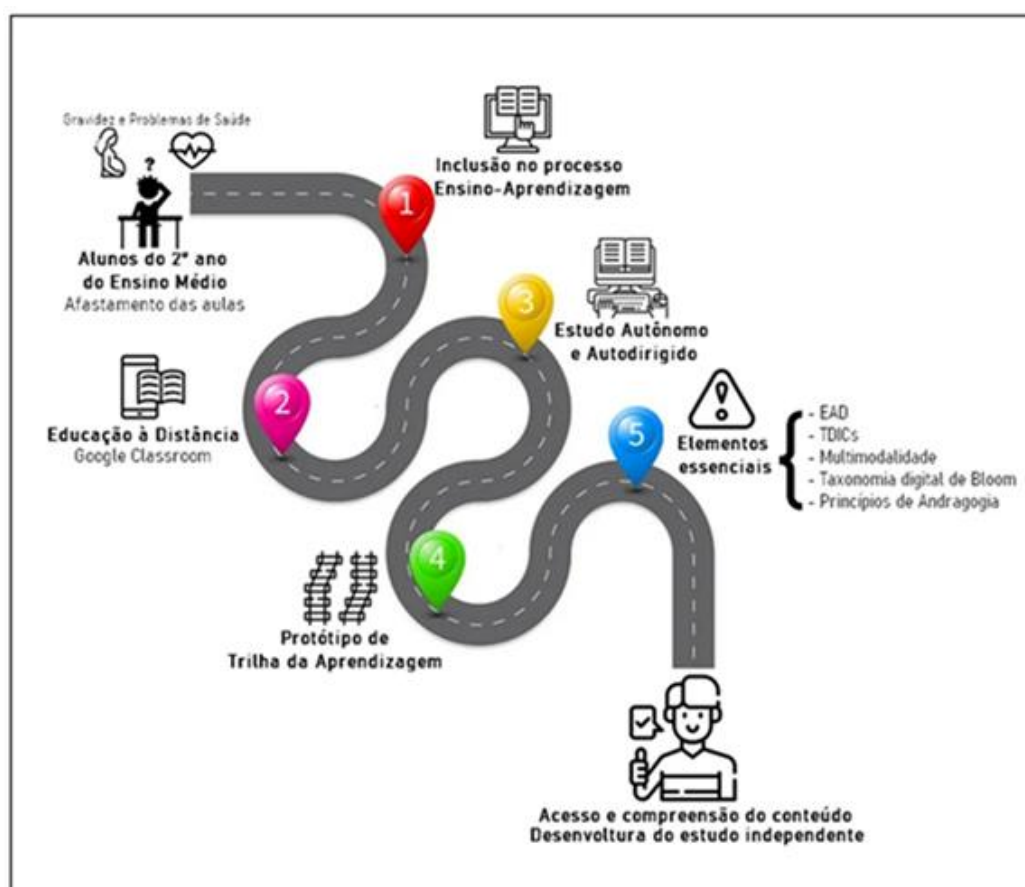 Gravidez e Problemas de Saúde
?
Alunos do 2º ano
do Ensino Médio
Afastamento das aulas
1
Inclusão no processo
Ensino-Aprendizagem
2
Educação à Distância
Google Classroom
3
Estudo Autônomo
e Autodirigido
4
Protótipo de
Trilha da Aprendizagem
5
Elementos
essenciais
- EAD
- TDICs
- Multimodalidade
- Taxonomia digital de Bloom
- Princípios de Andragogia
Acesso e compreensão do conteúdo
Desenvoltura do estudo independente